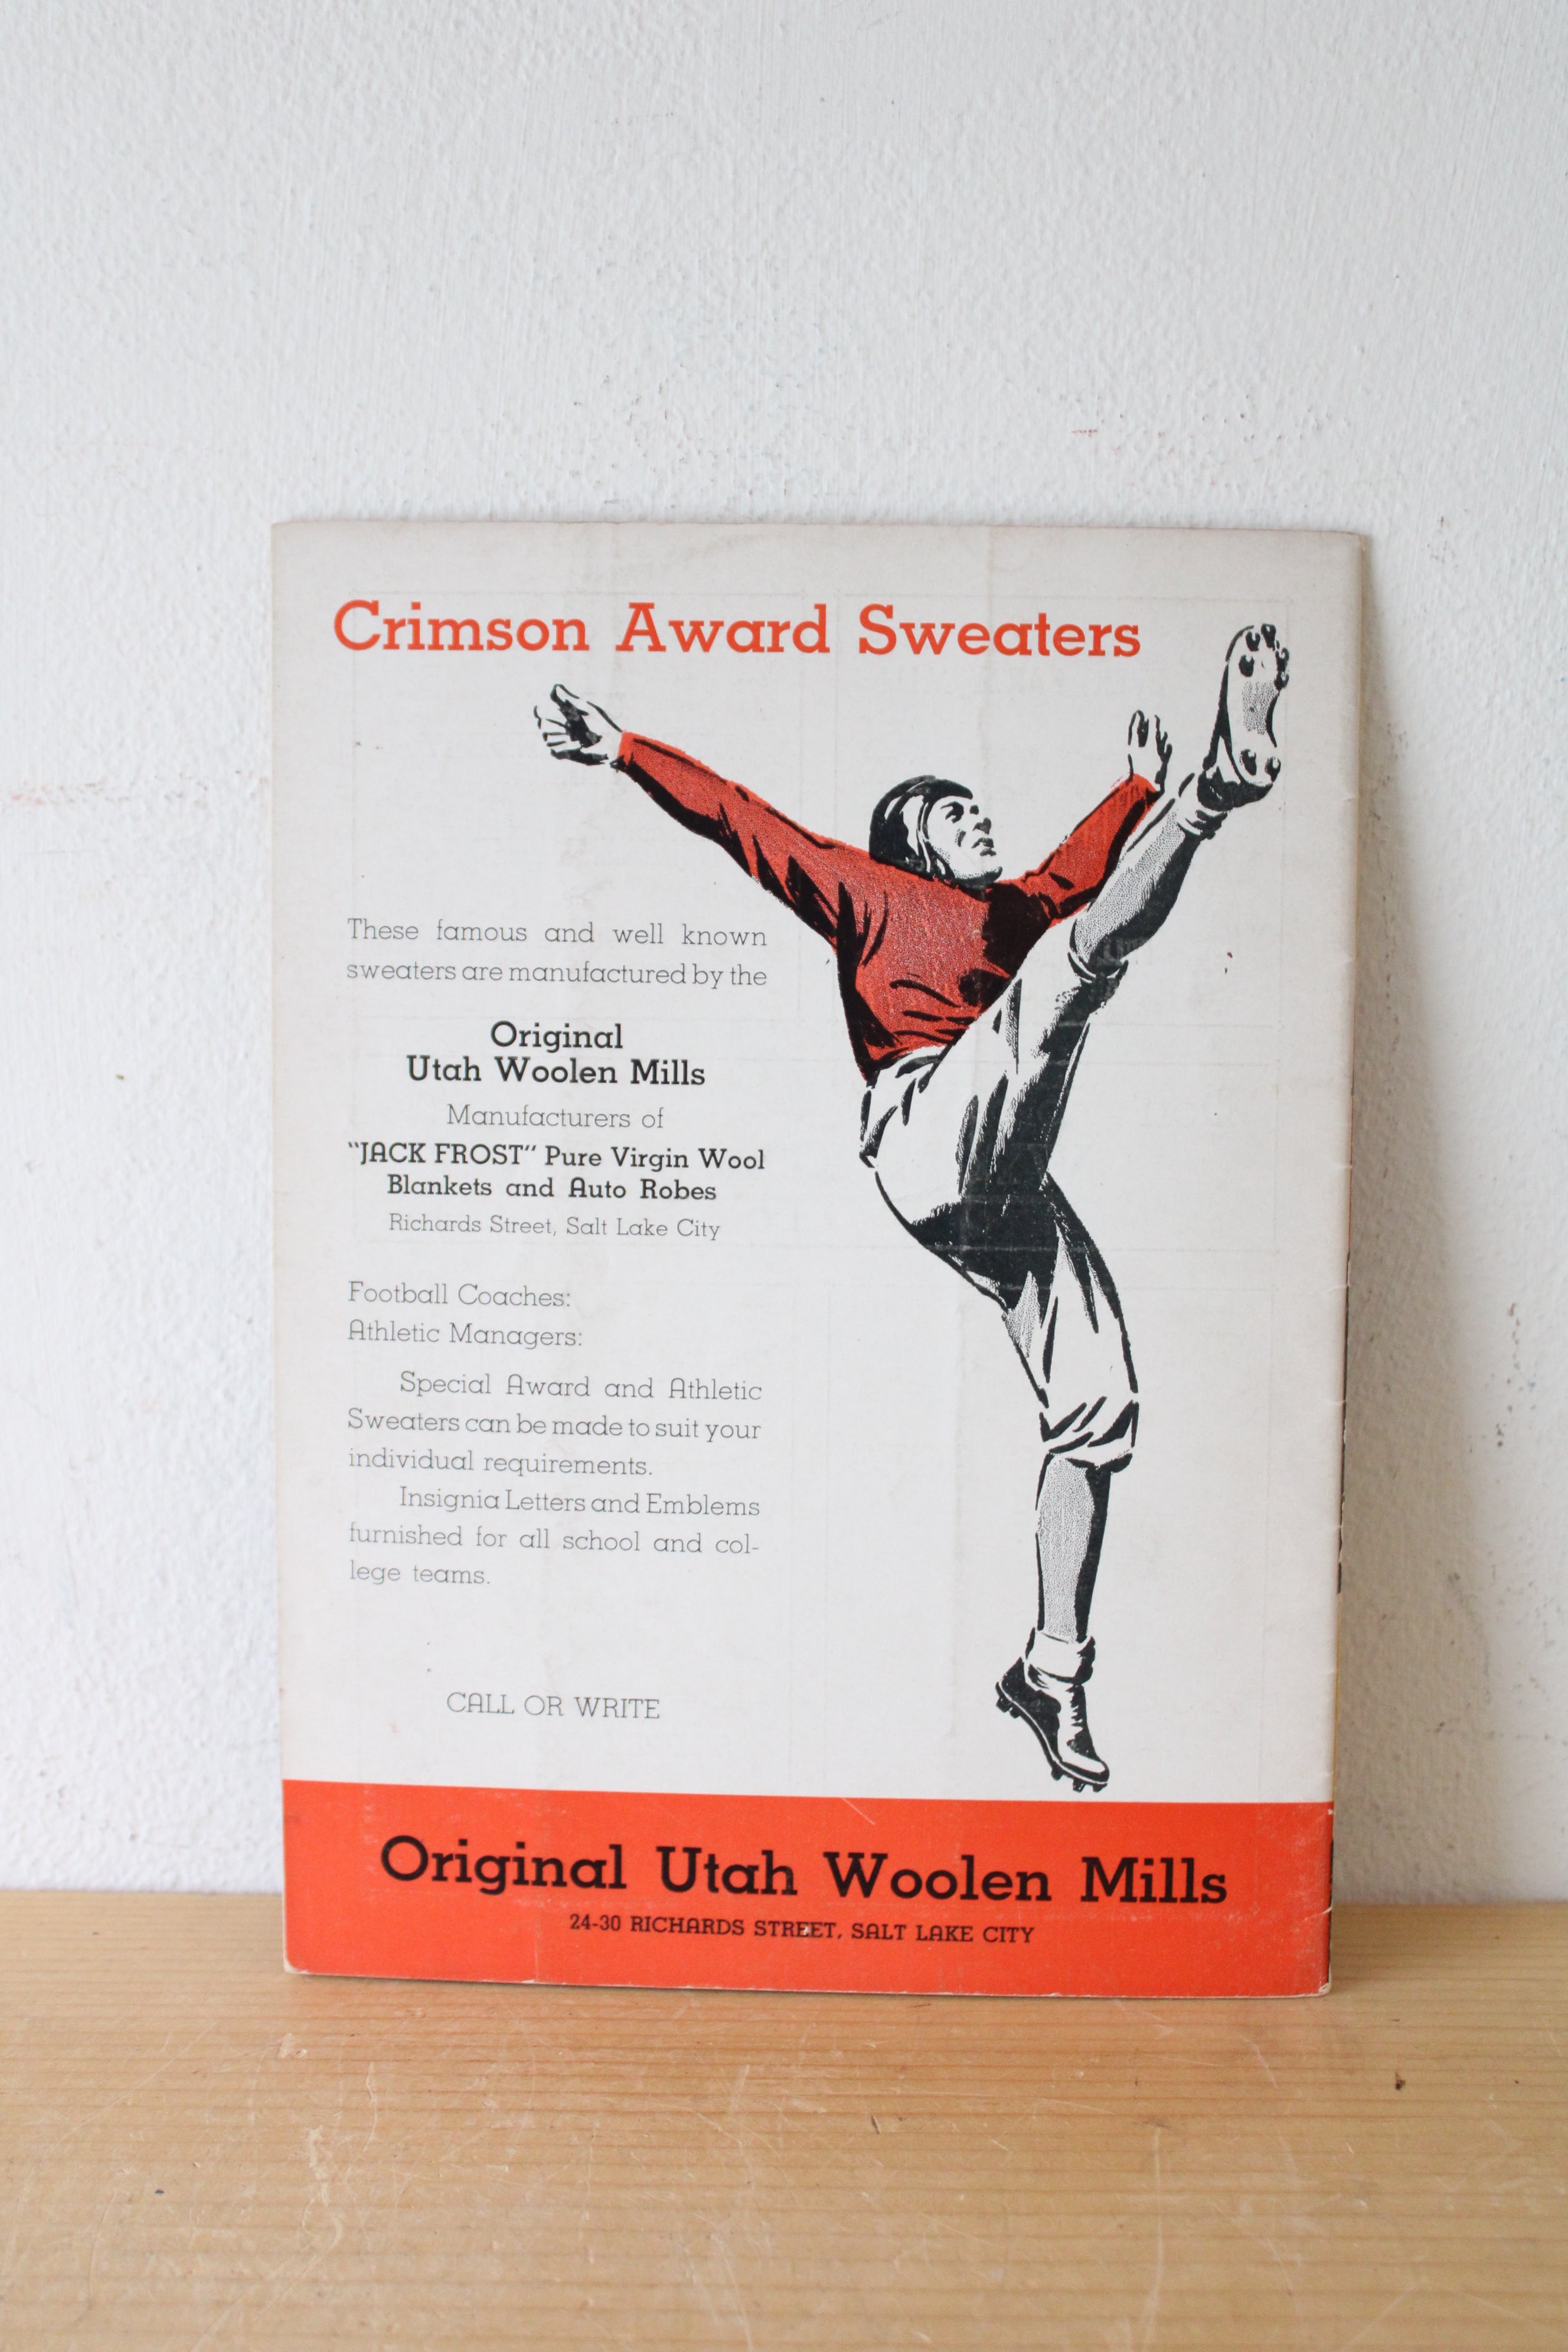 Crimson Award Sweaters
These famous and well known
sweaters are manufactured by the
Original
Utah Woolen Mills
Manufacturers of
"JACK FROST" Pure Virgin Wool
Blankets and Auto Robes
Richards Street, Salt Lake City
Football Coaches:
Athletic Managers:
Special Award and Athletic
Sweaters can be made to suit your
individual requirements.
Insignia Letters and Emblems
furnished for all school and col-
lege teams.
CALL OR WRITE
Original Utah Woolen Mills
24-30 RICHARDS STREET, SALT LAKE CITY